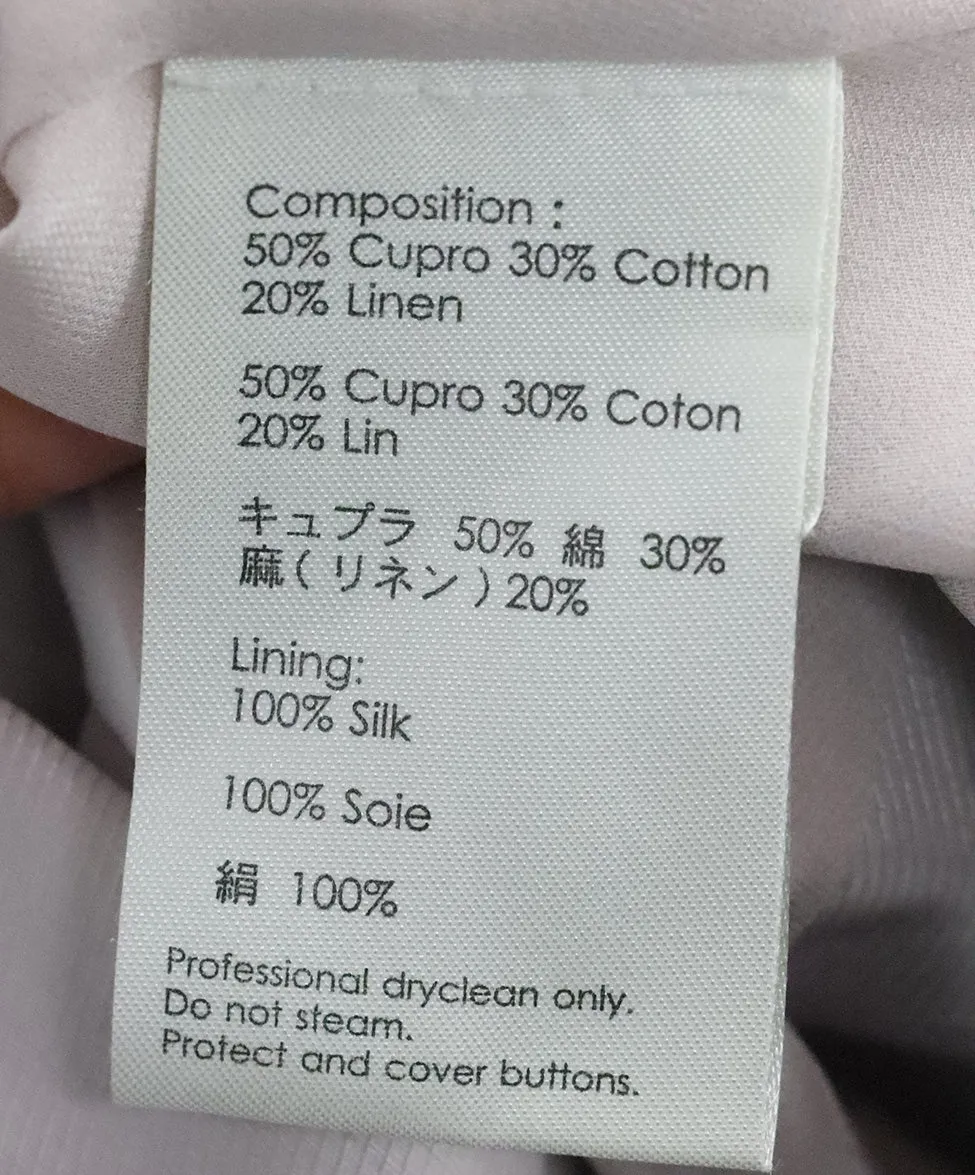 Composition :
50% Cupro 30% Cotton
20% Linen
50% Cupro 30% Coton
20% Lin
キュプラ 50% 綿 30%
麻(リネン)20%
Lining:
100% Silk
100% Soie
絹 100%
Professional dryclean only.
Do not steam.
Protect and cover buttons.